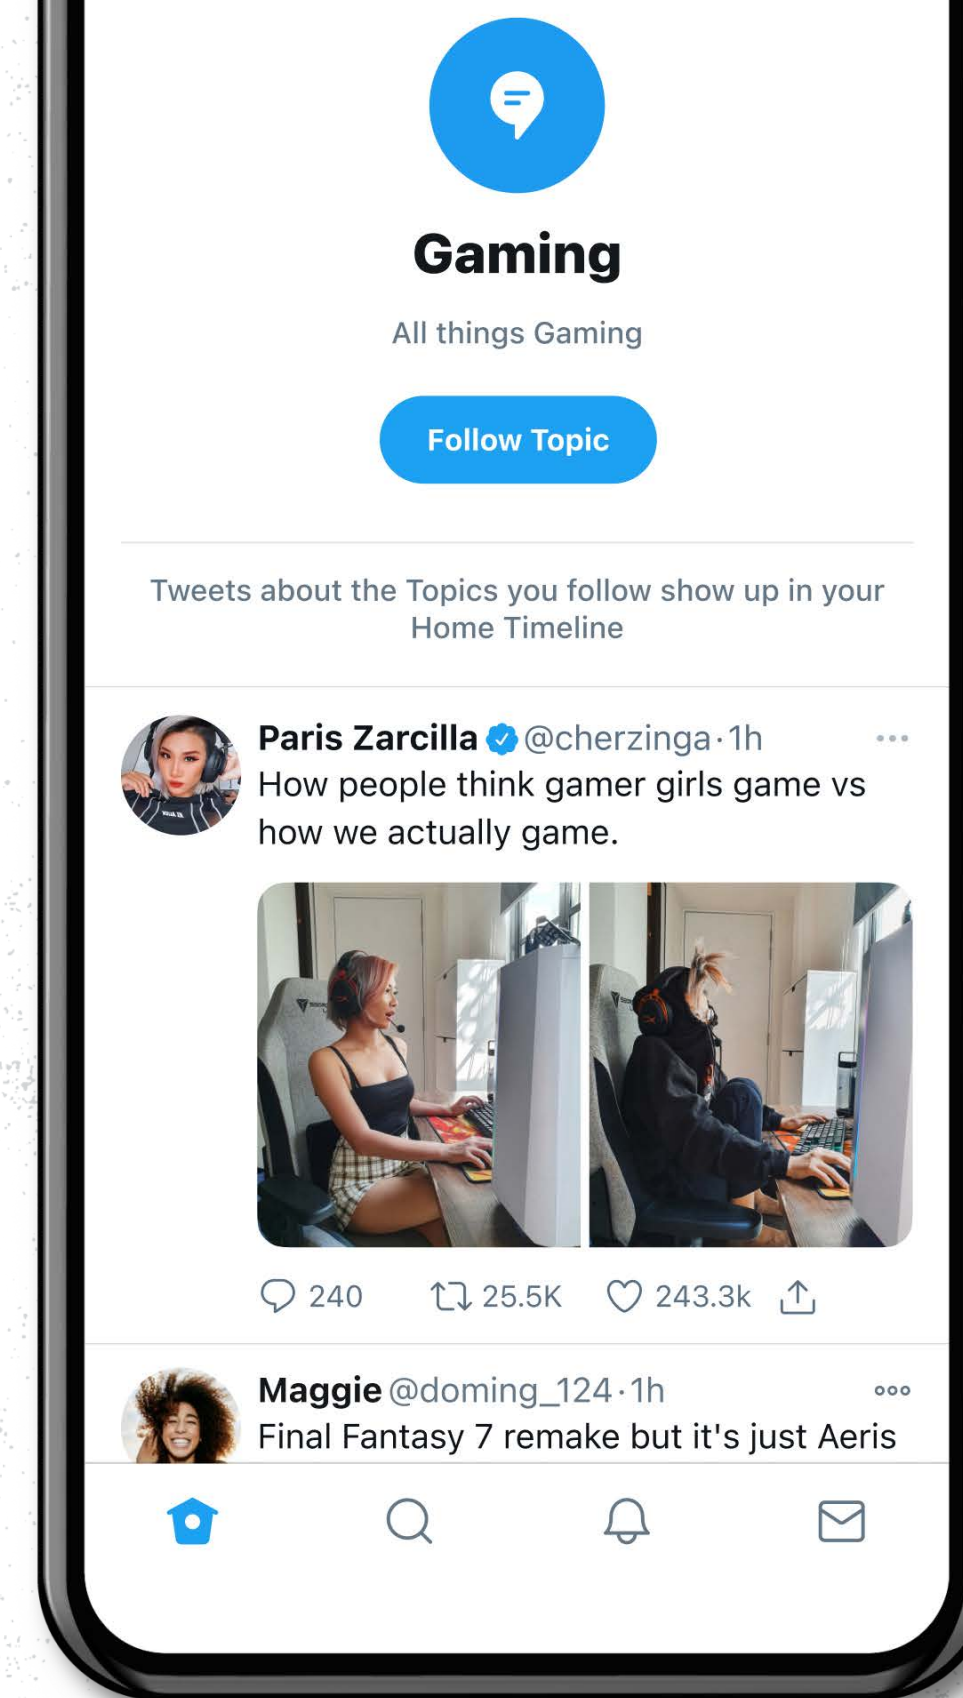 Gaming
All things Gaming
Follow Topic
Tweets about the Topics you follow show up in your
Home Timeline
Paris Zarcilla @cherzinga·1h
How people think gamer girls game vs
how we actually game.
240 25.5K 243.3k
Maggie @doming_124·1h
Final Fantasy 7 remake but it's just Aeris